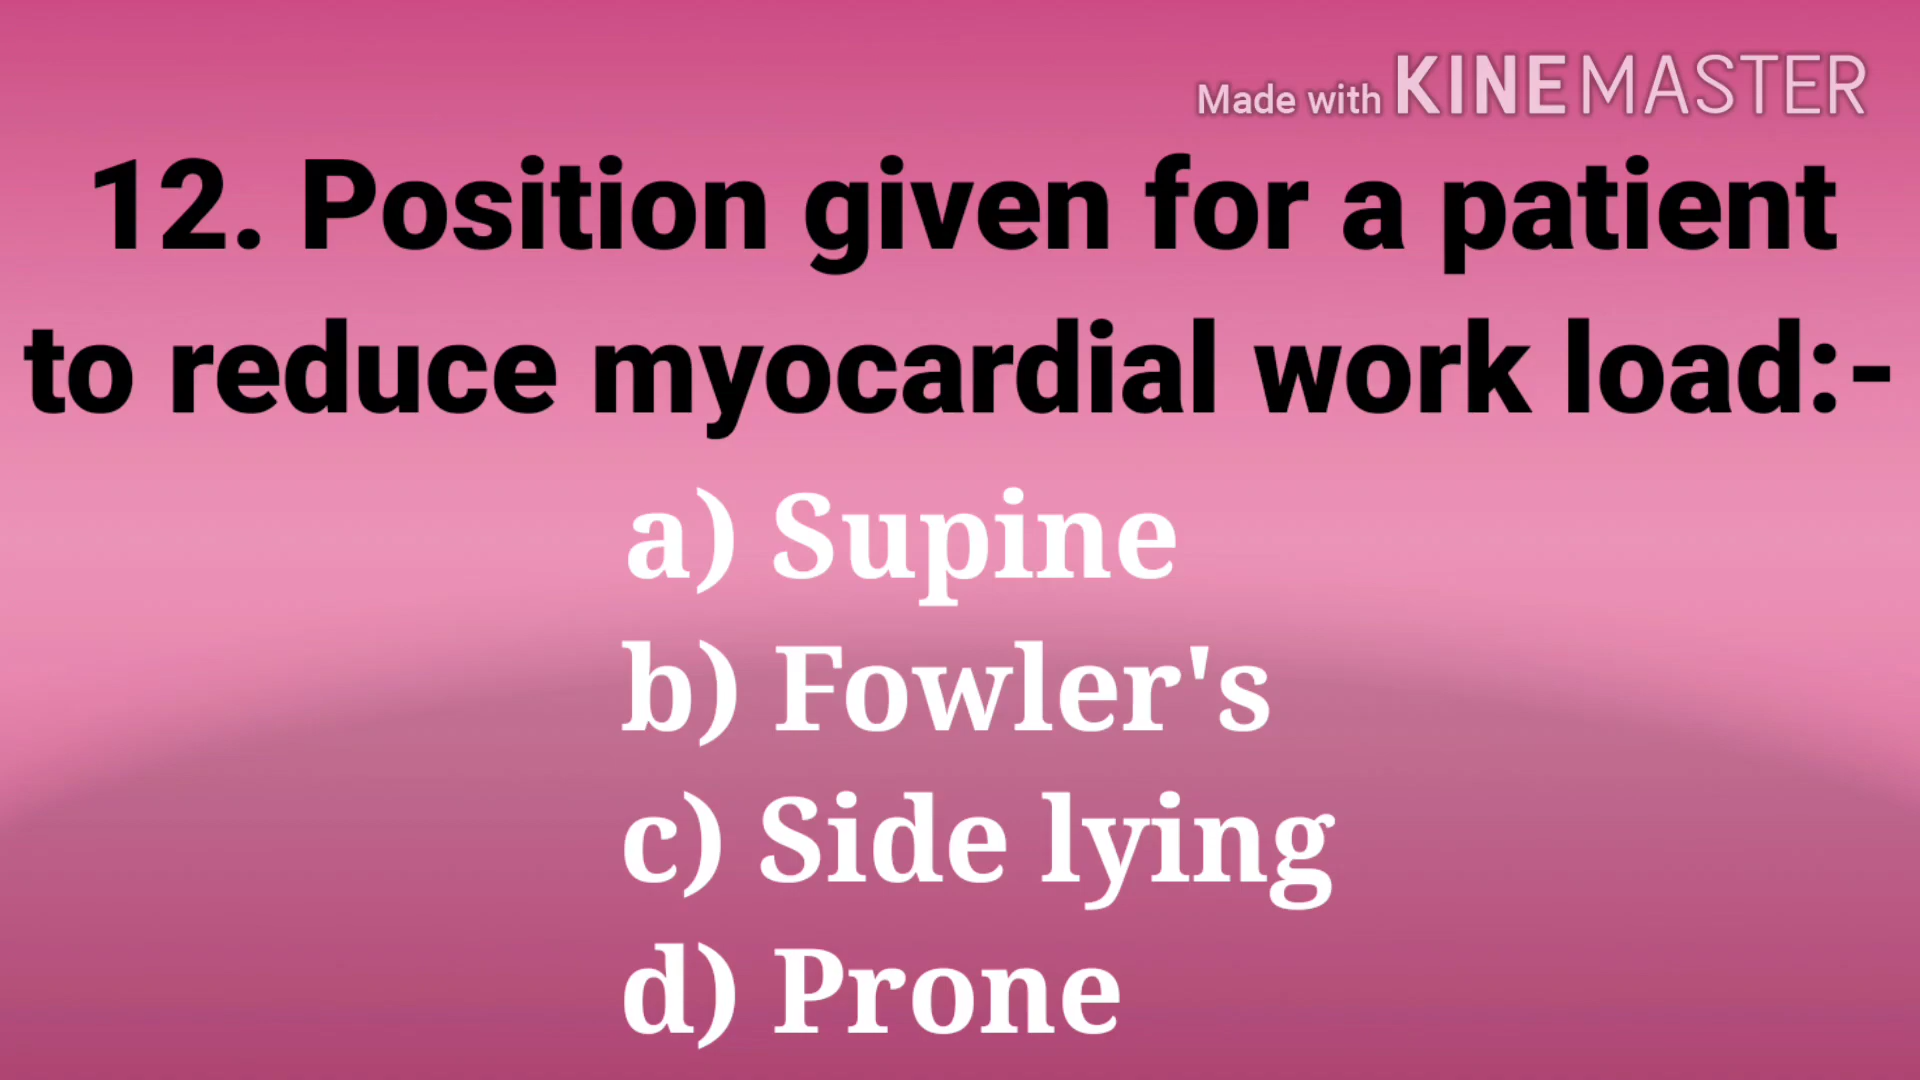 Made with KINEMASTER
12. Position given for a patient
to reduce myocardial work load:-
a) Supine
b) Fowler's
c) Side lying
d) Prone